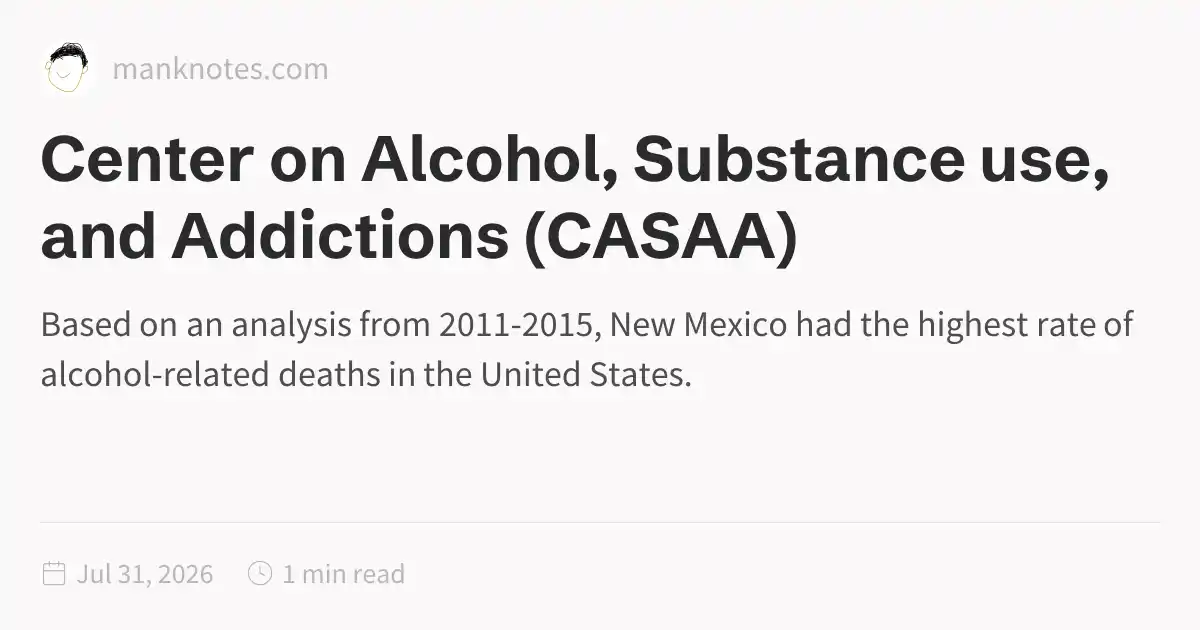 manknotes.com
Center on Alcohol, Substance use,
and Addictions (CASAA)
Based on an analysis from 2011-2015, New Mexico had the highest rate of
alcohol-related deaths in the United States.
Jul 31, 2026 1 min read